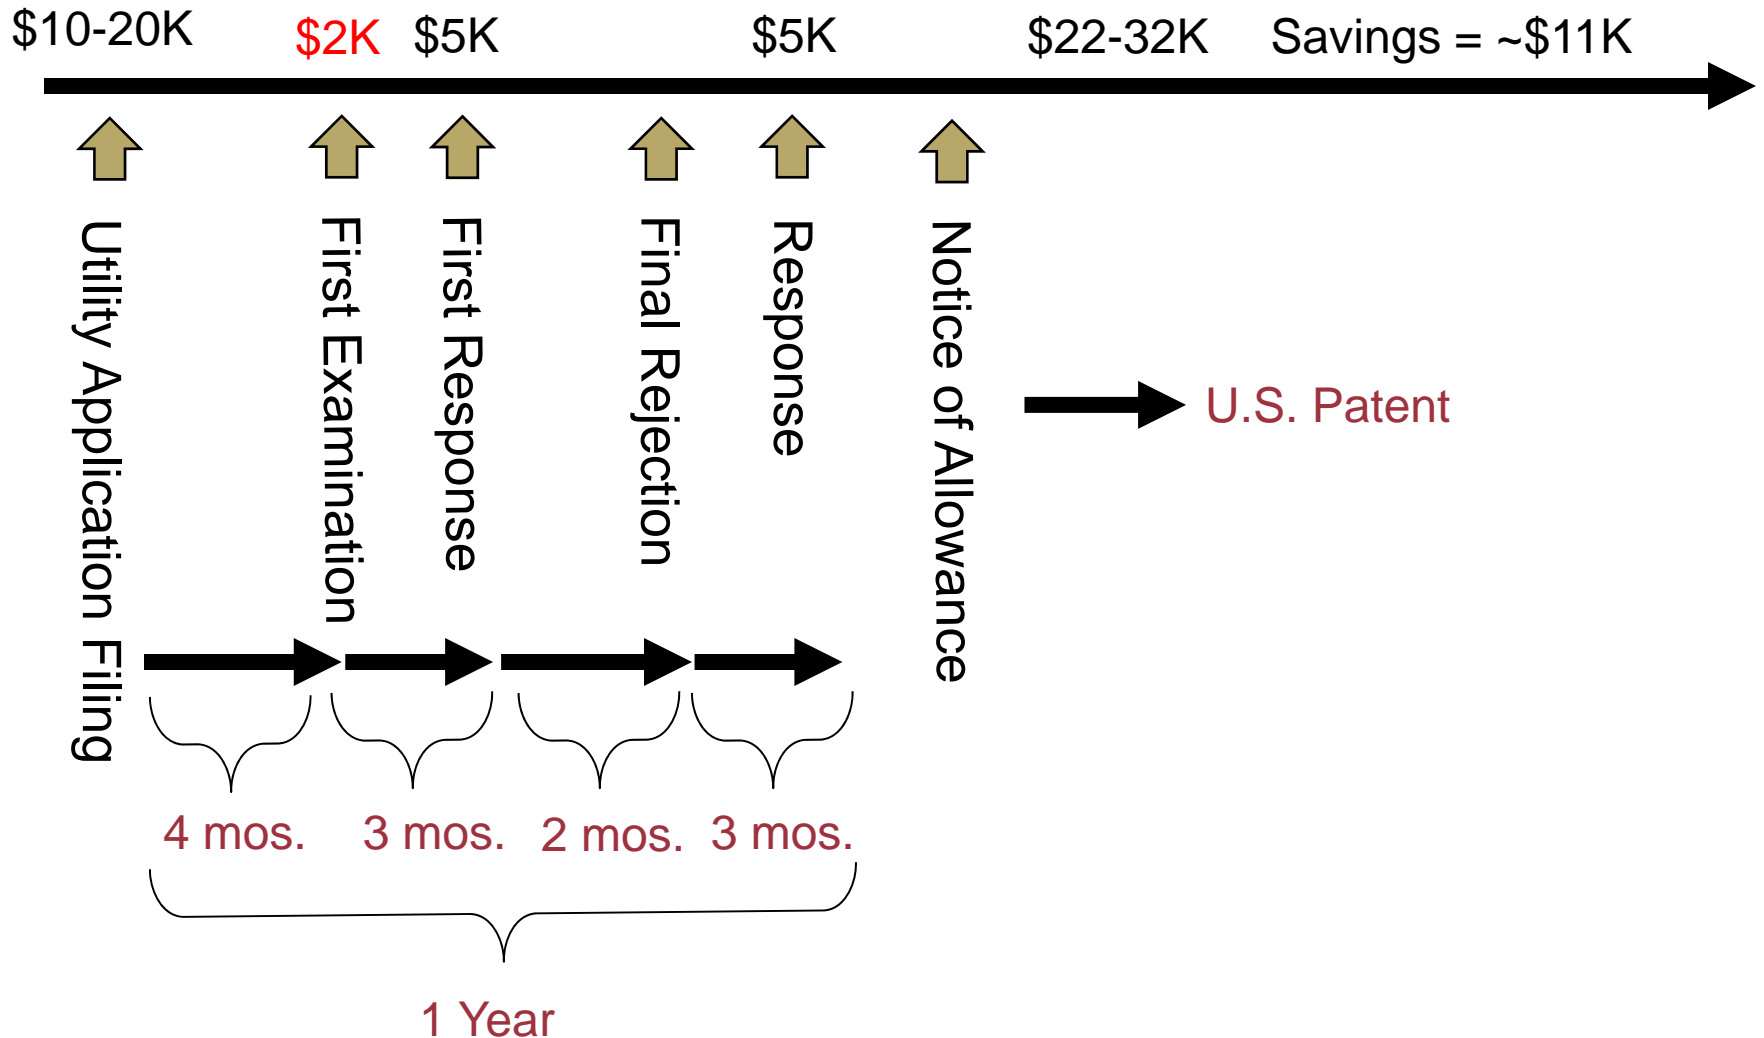 $10-20K
$2K
$5K
$5K
$22-32K
Savings = ~$11K
Utility Application Filing
First Examination
First Response
Final Rejection
Response
Notice of Allowance
U.S. Patent
4 mos.
3 mos.
2 mos.
3 mos.
1 Year